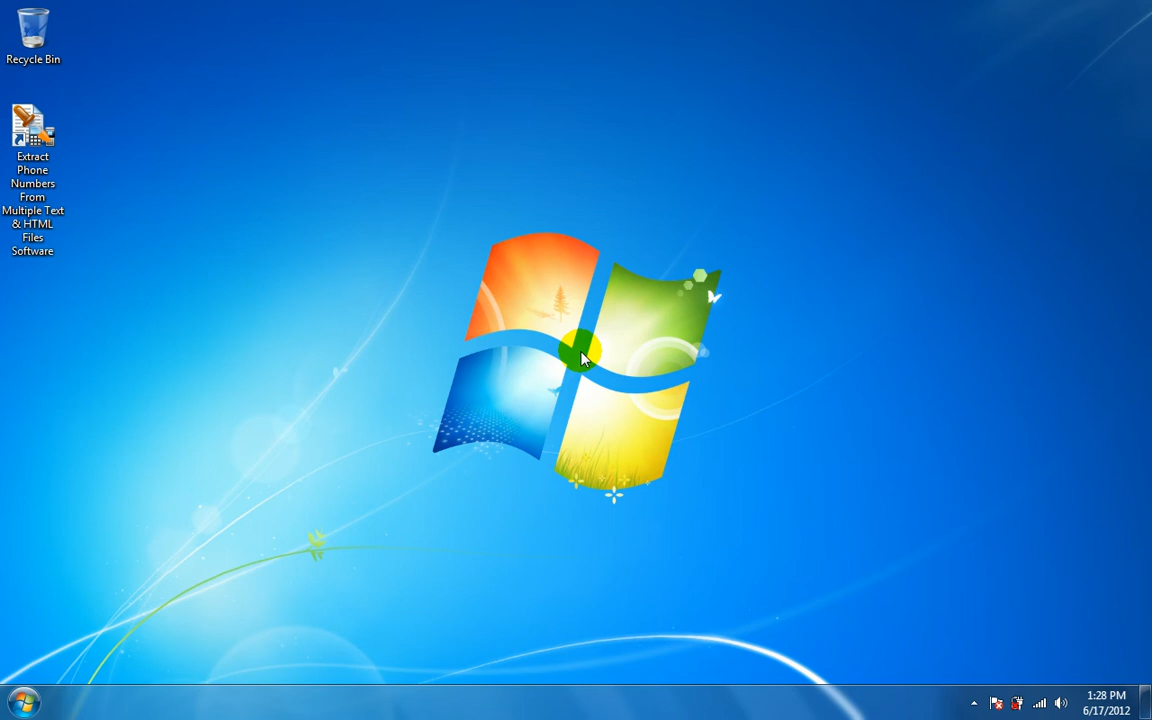 Recycle Bin
Extract
Phone
Numbers
From
Multiple Text
& HTML
Files
Software
1:28 PM
6/17/2012